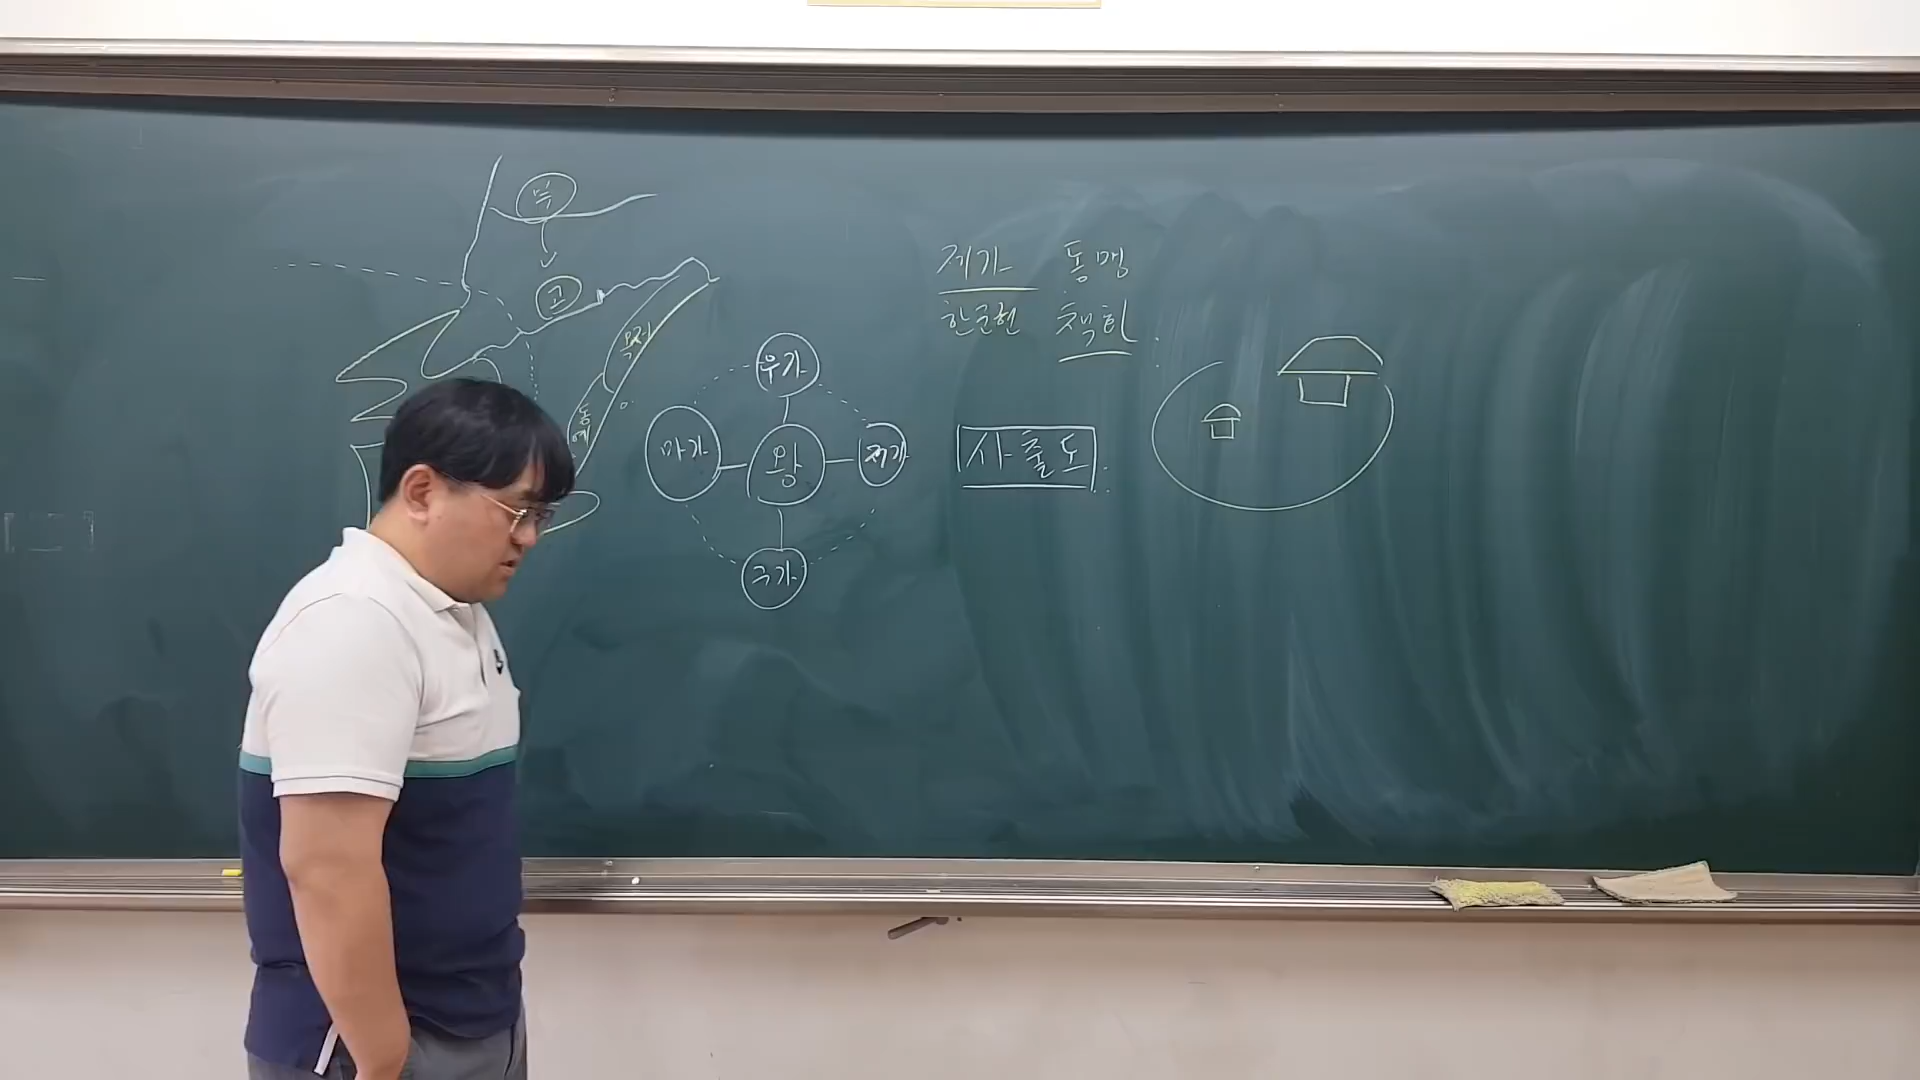 부
고
옥저
동예
우가
마가 왕 저가
구가
제가 동맹
한군현 책화
사출도